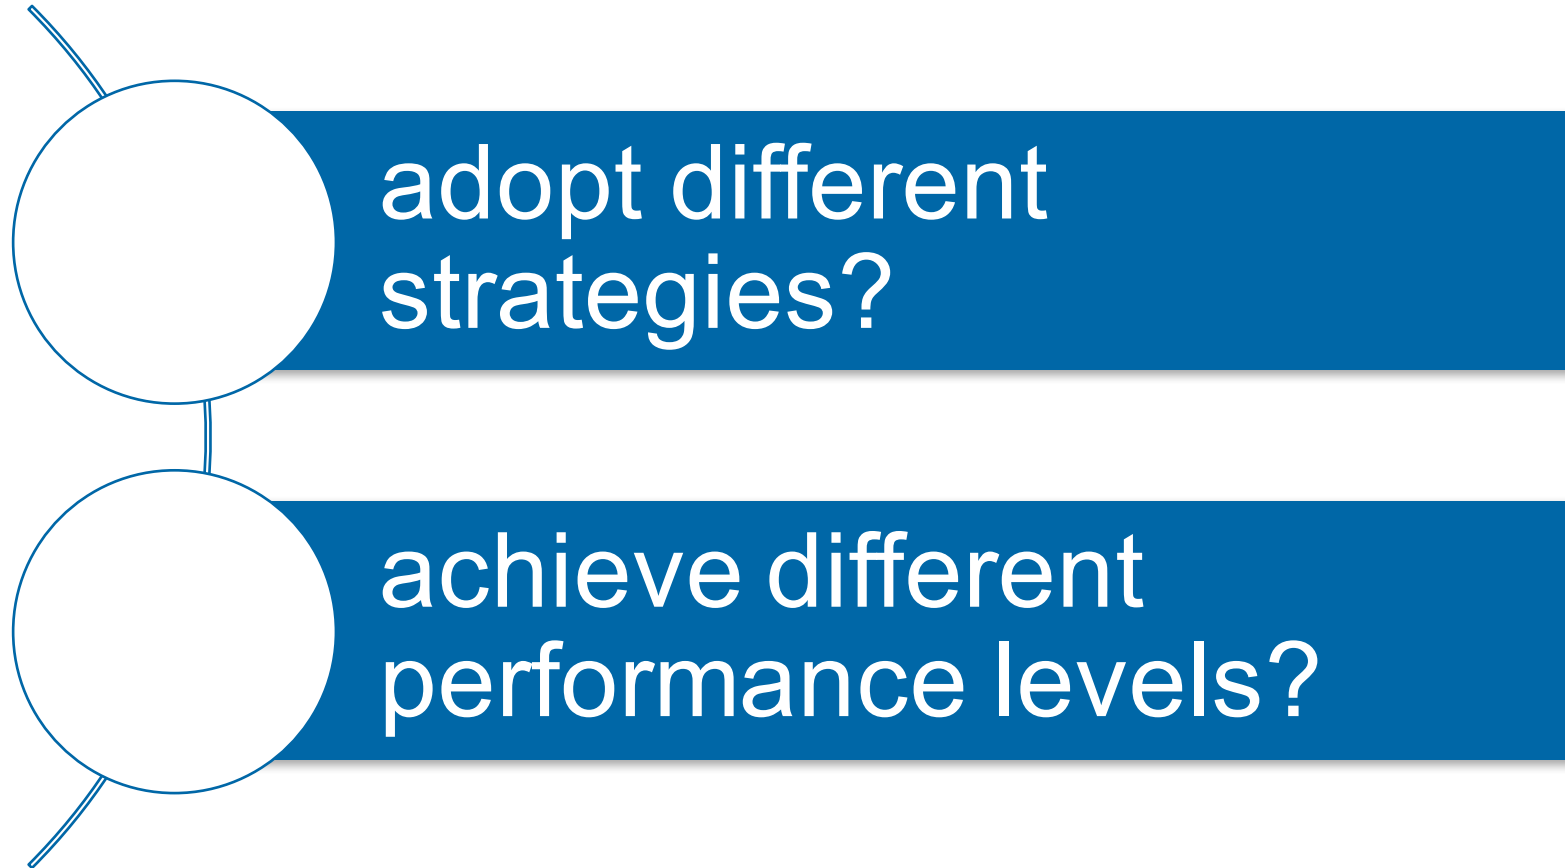 adopt different
strategies?
achieve different
performance levels?